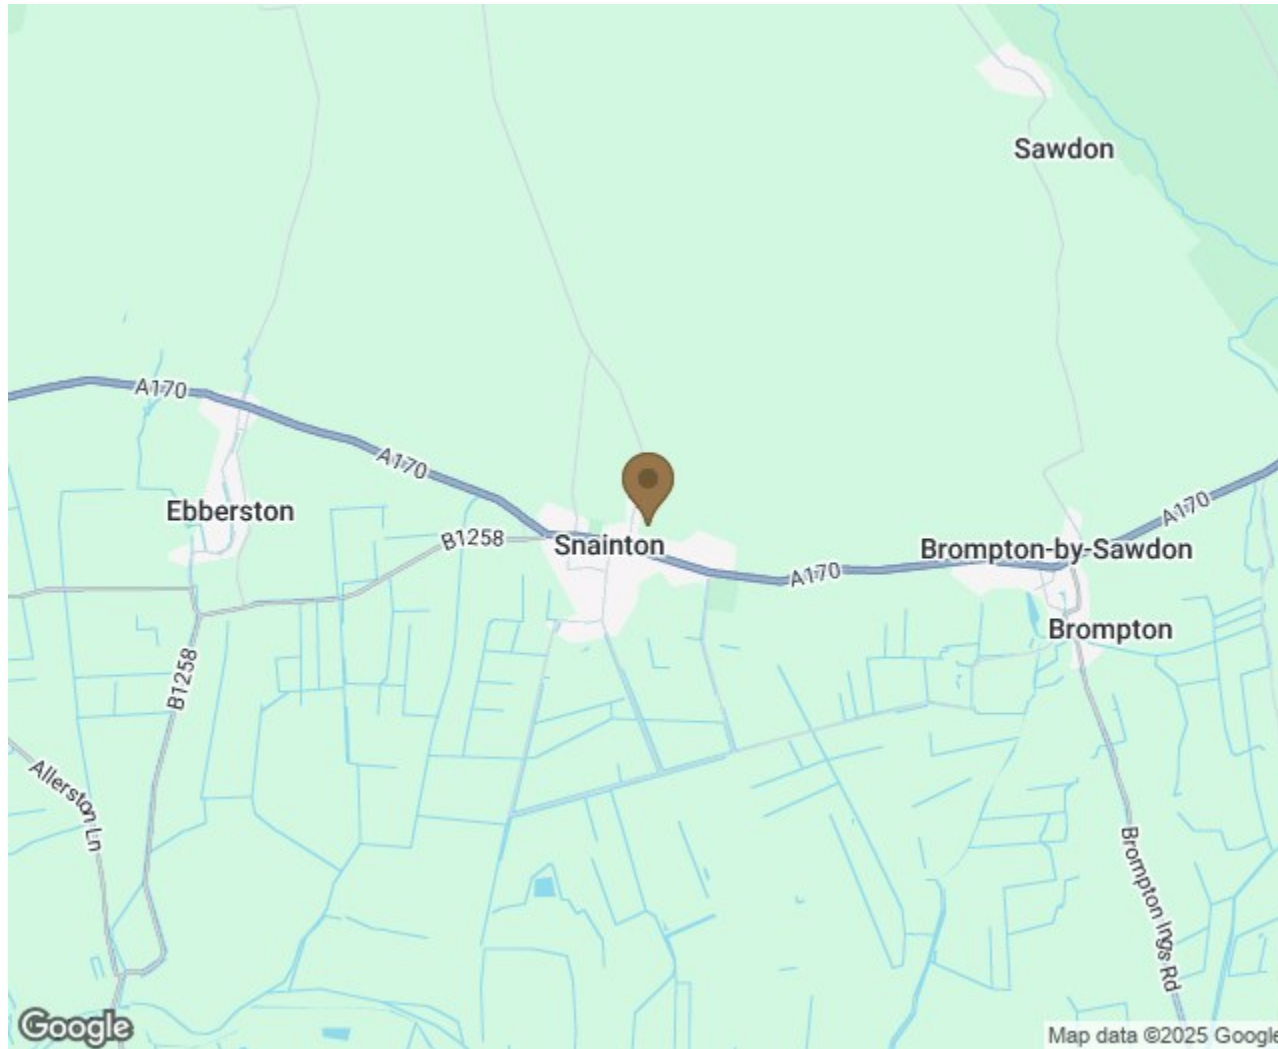 Sawdon
A170
A170
Ebberston
B1258
Snainton
A170
Brompton-by-Sawdon
A170
Brompton
B1258
Allerston Ln
Brompton Ings Rd
Google
Map data ©2025 Google